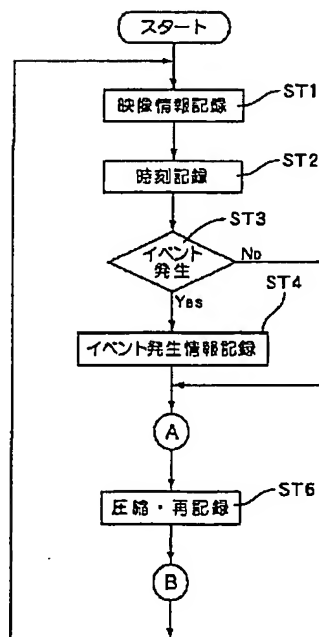 スタート
映像情報記録
ST1
時刻記録
ST2
ST3
イベント
発生
No
Yes
ST4
イベント発生情報記録
A
圧縮・再記録
ST6
B